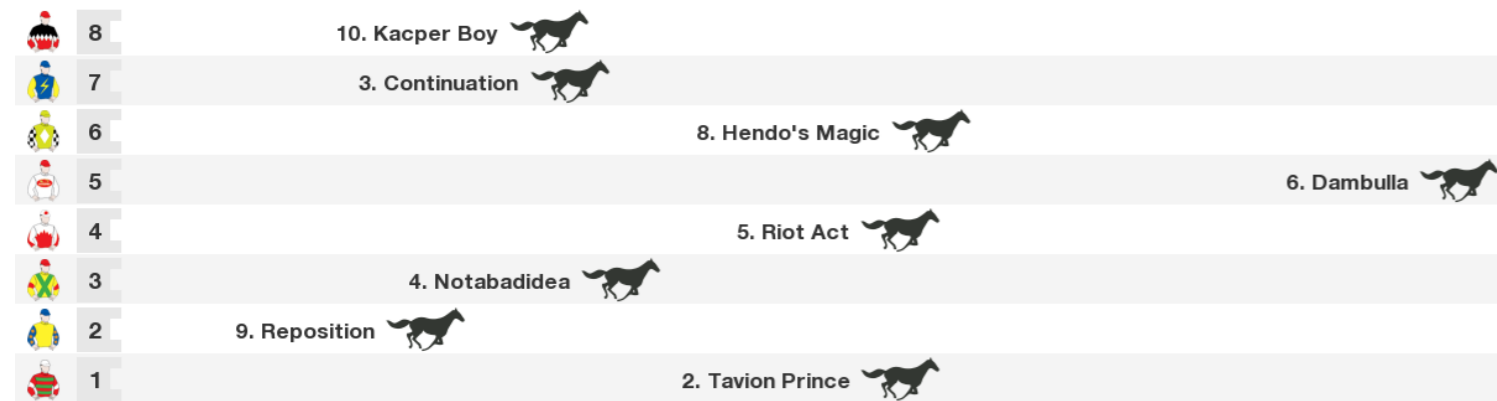 8 10. Kacper Boy
7 3. Continuation
6 8. Hendo's Magic
5 6. Dambulla
4 5. Riot Act
3 4. Notabadidea
2 9. Reposition
1 2. Tavion Prince